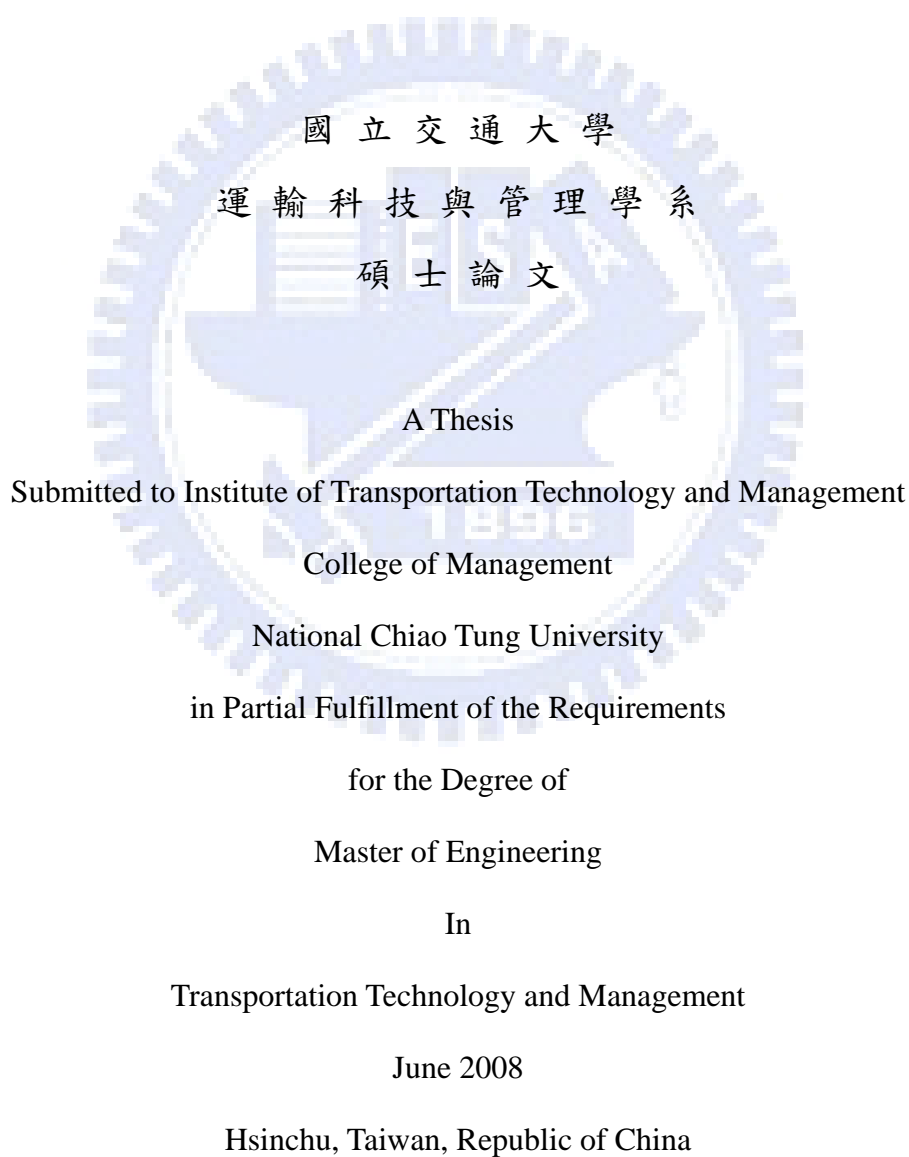 國 立 交 通 大 學
運 輸 科 技 與 管 理 學 系
碩 士 論 文
A Thesis
Submitted to Institute of Transportation Technology and Management
1896
College of Management
National Chiao Tung University
in Partial Fulfillment of the Requirements
for the Degree of
Master of Engineering
In
Transportation Technology and Management
June 2008
Hsinchu, Taiwan, Republic of China